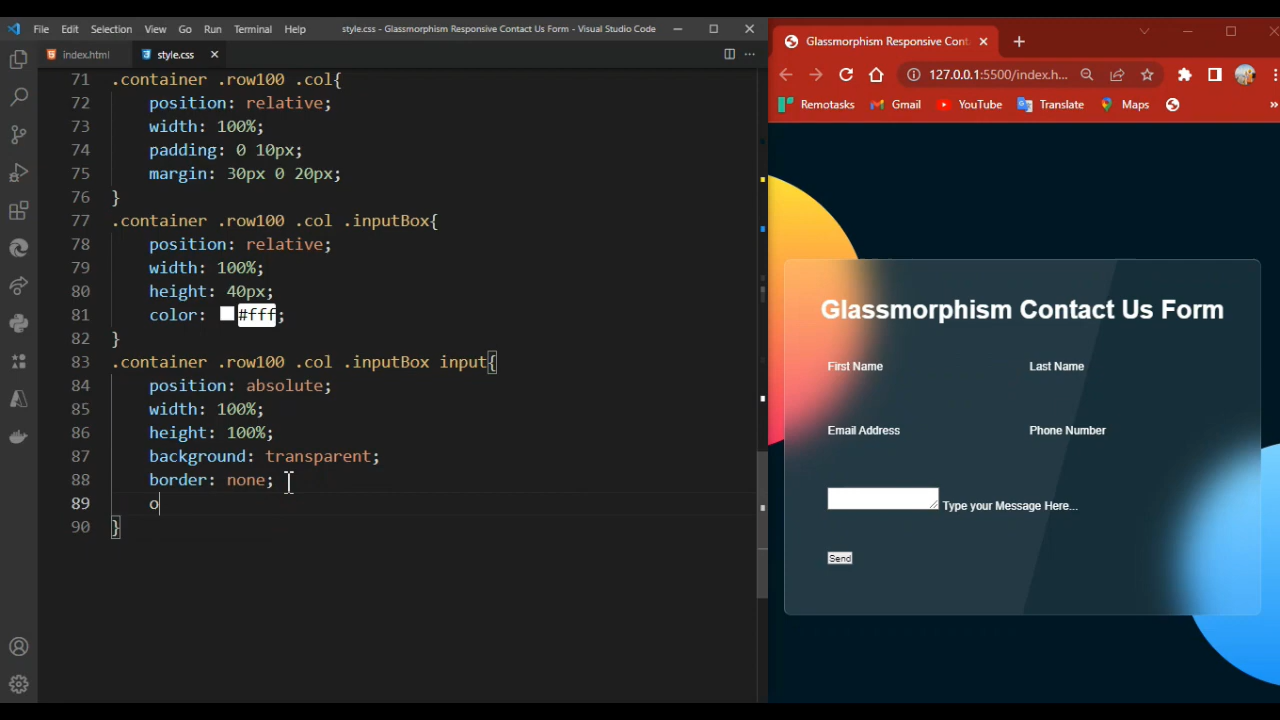 File Edit Selection View Go Run Terminal Help style.css - Glassmorphism Responsive Contact Us Form - Visual Studio Code
index.html style.css
71 .container .row100 .col{
72 position: relative;
73 width: 100%;
74 padding: 0 10px;
75 margin: 30px 0 20px;
76 }
77 .container .row100 .col .inputBox{
78 position: relative;
79 width: 100%;
80 height: 40px;
81 color: #fff;
82 }
83 .container .row100 .col .inputBox input{
84 position: absolute;
85 width: 100%;
86 height: 100%;
87 background: transparent;
88 border: none;
89 o
90 }
Glassmorphism Responsive Cont
127.0.0.1:5500/index.h...
Remotasks Gmail YouTube Translate Maps »
Glassmorphism Contact Us Form
First Name Last Name
Email Address Phone Number
Type your Message Here...
Send